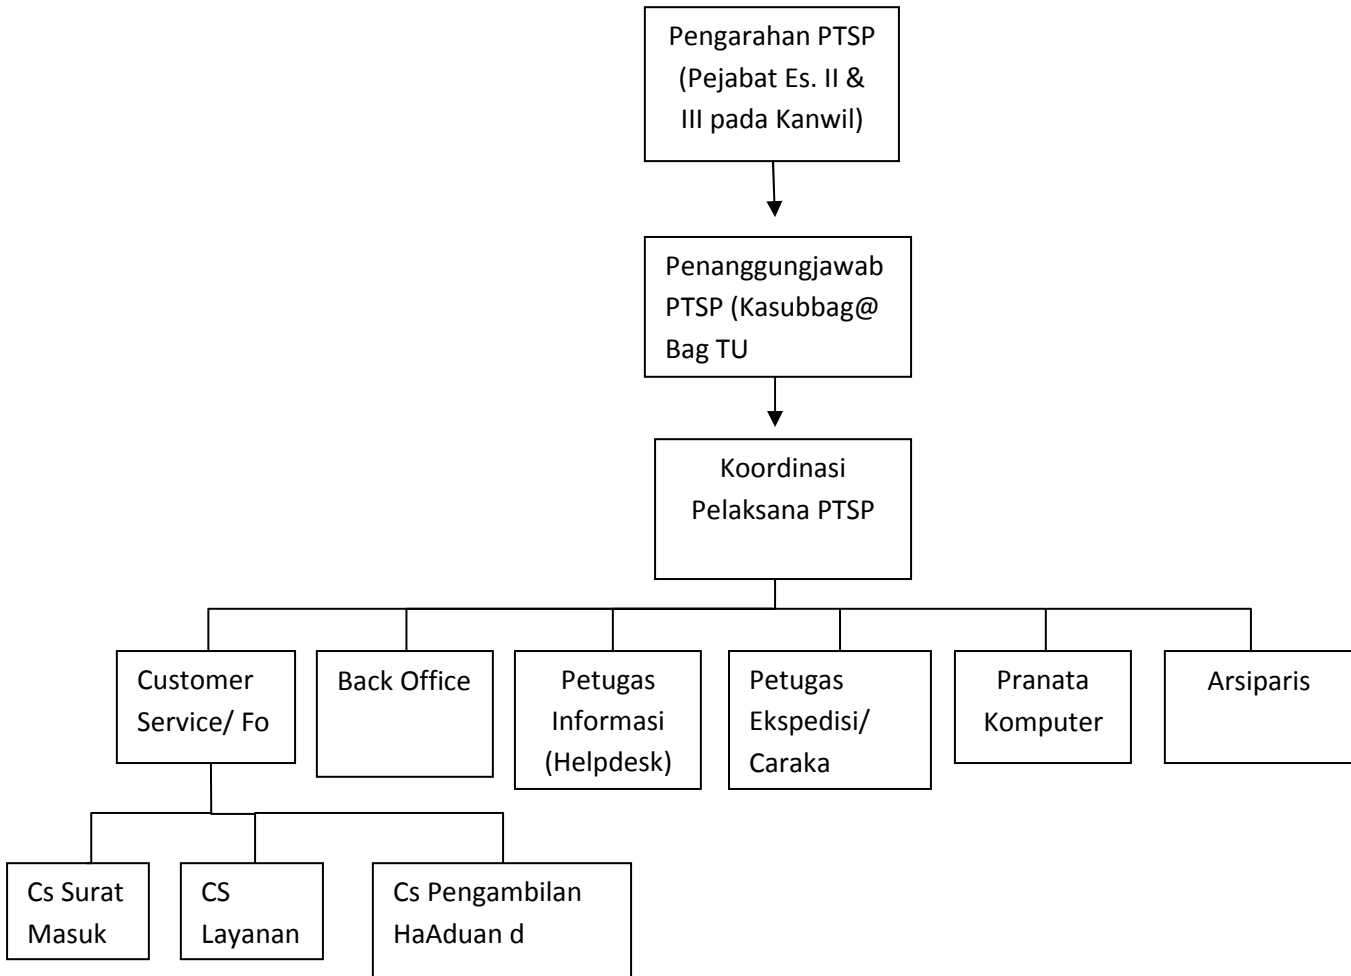 Pengarahan PTSP
(Pejabat Es. II &
III pada Kanwil)
Penanggungjawab
PTSP (Kasubbag@
Bag TU
Koordinasi
Pelaksana PTSP
Customer
Service/ Fo
Back Office
Petugas
Informasi
(Helpdesk)
Petugas
Ekspedisi/
Caraka
Pranata
Komputer
Arsiparis
Cs Surat
Masuk
CS
Layanan
Cs Pengambilan
HaAduan d